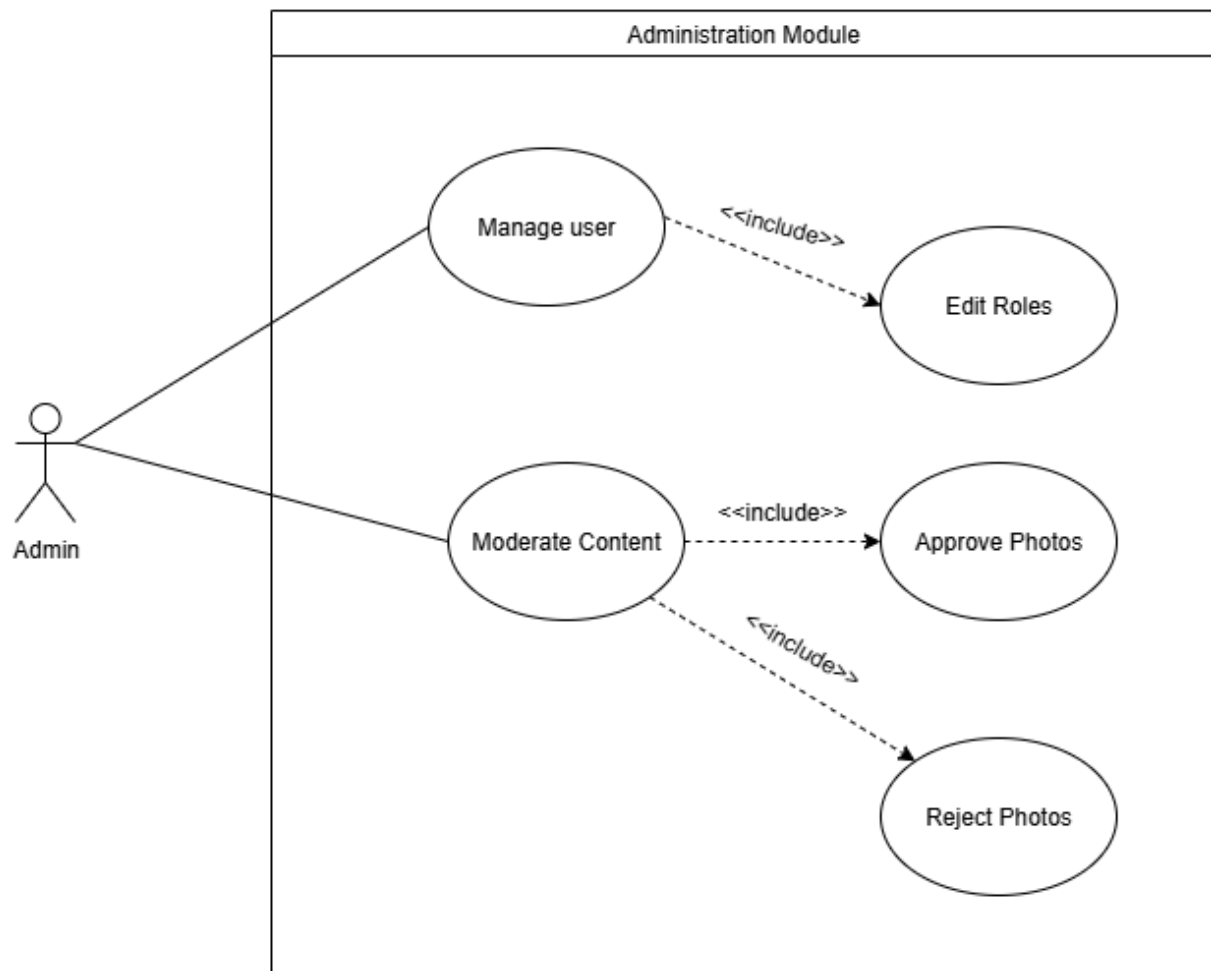 Administration Module
Manage user
<<include>>
Edit Roles
Admin
Moderate Content
<<include>>
Approve Photos
<<include>>
Reject Photos